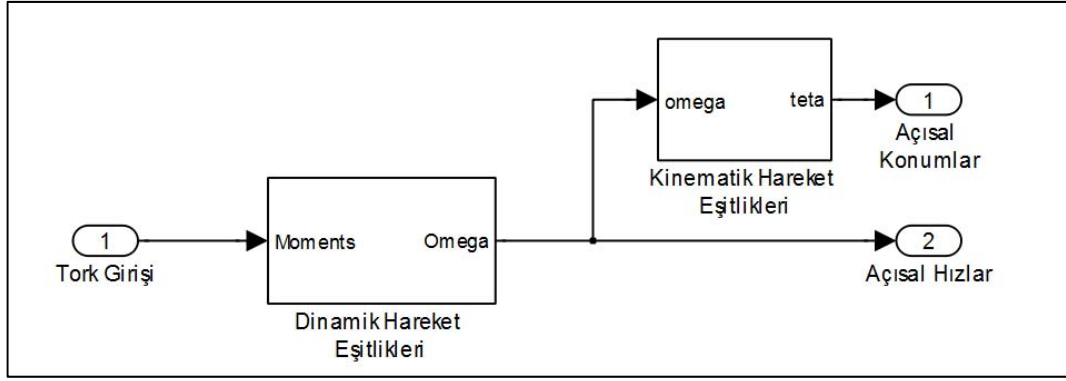 omega
teta
1
Açısal
Konumlar
Kinematik Hareket
Eşitlikleri
1
Tork Girişi
Moments
Omega
Dinamik Hareket
Eşitlikleri
2
Açısal Hızlar